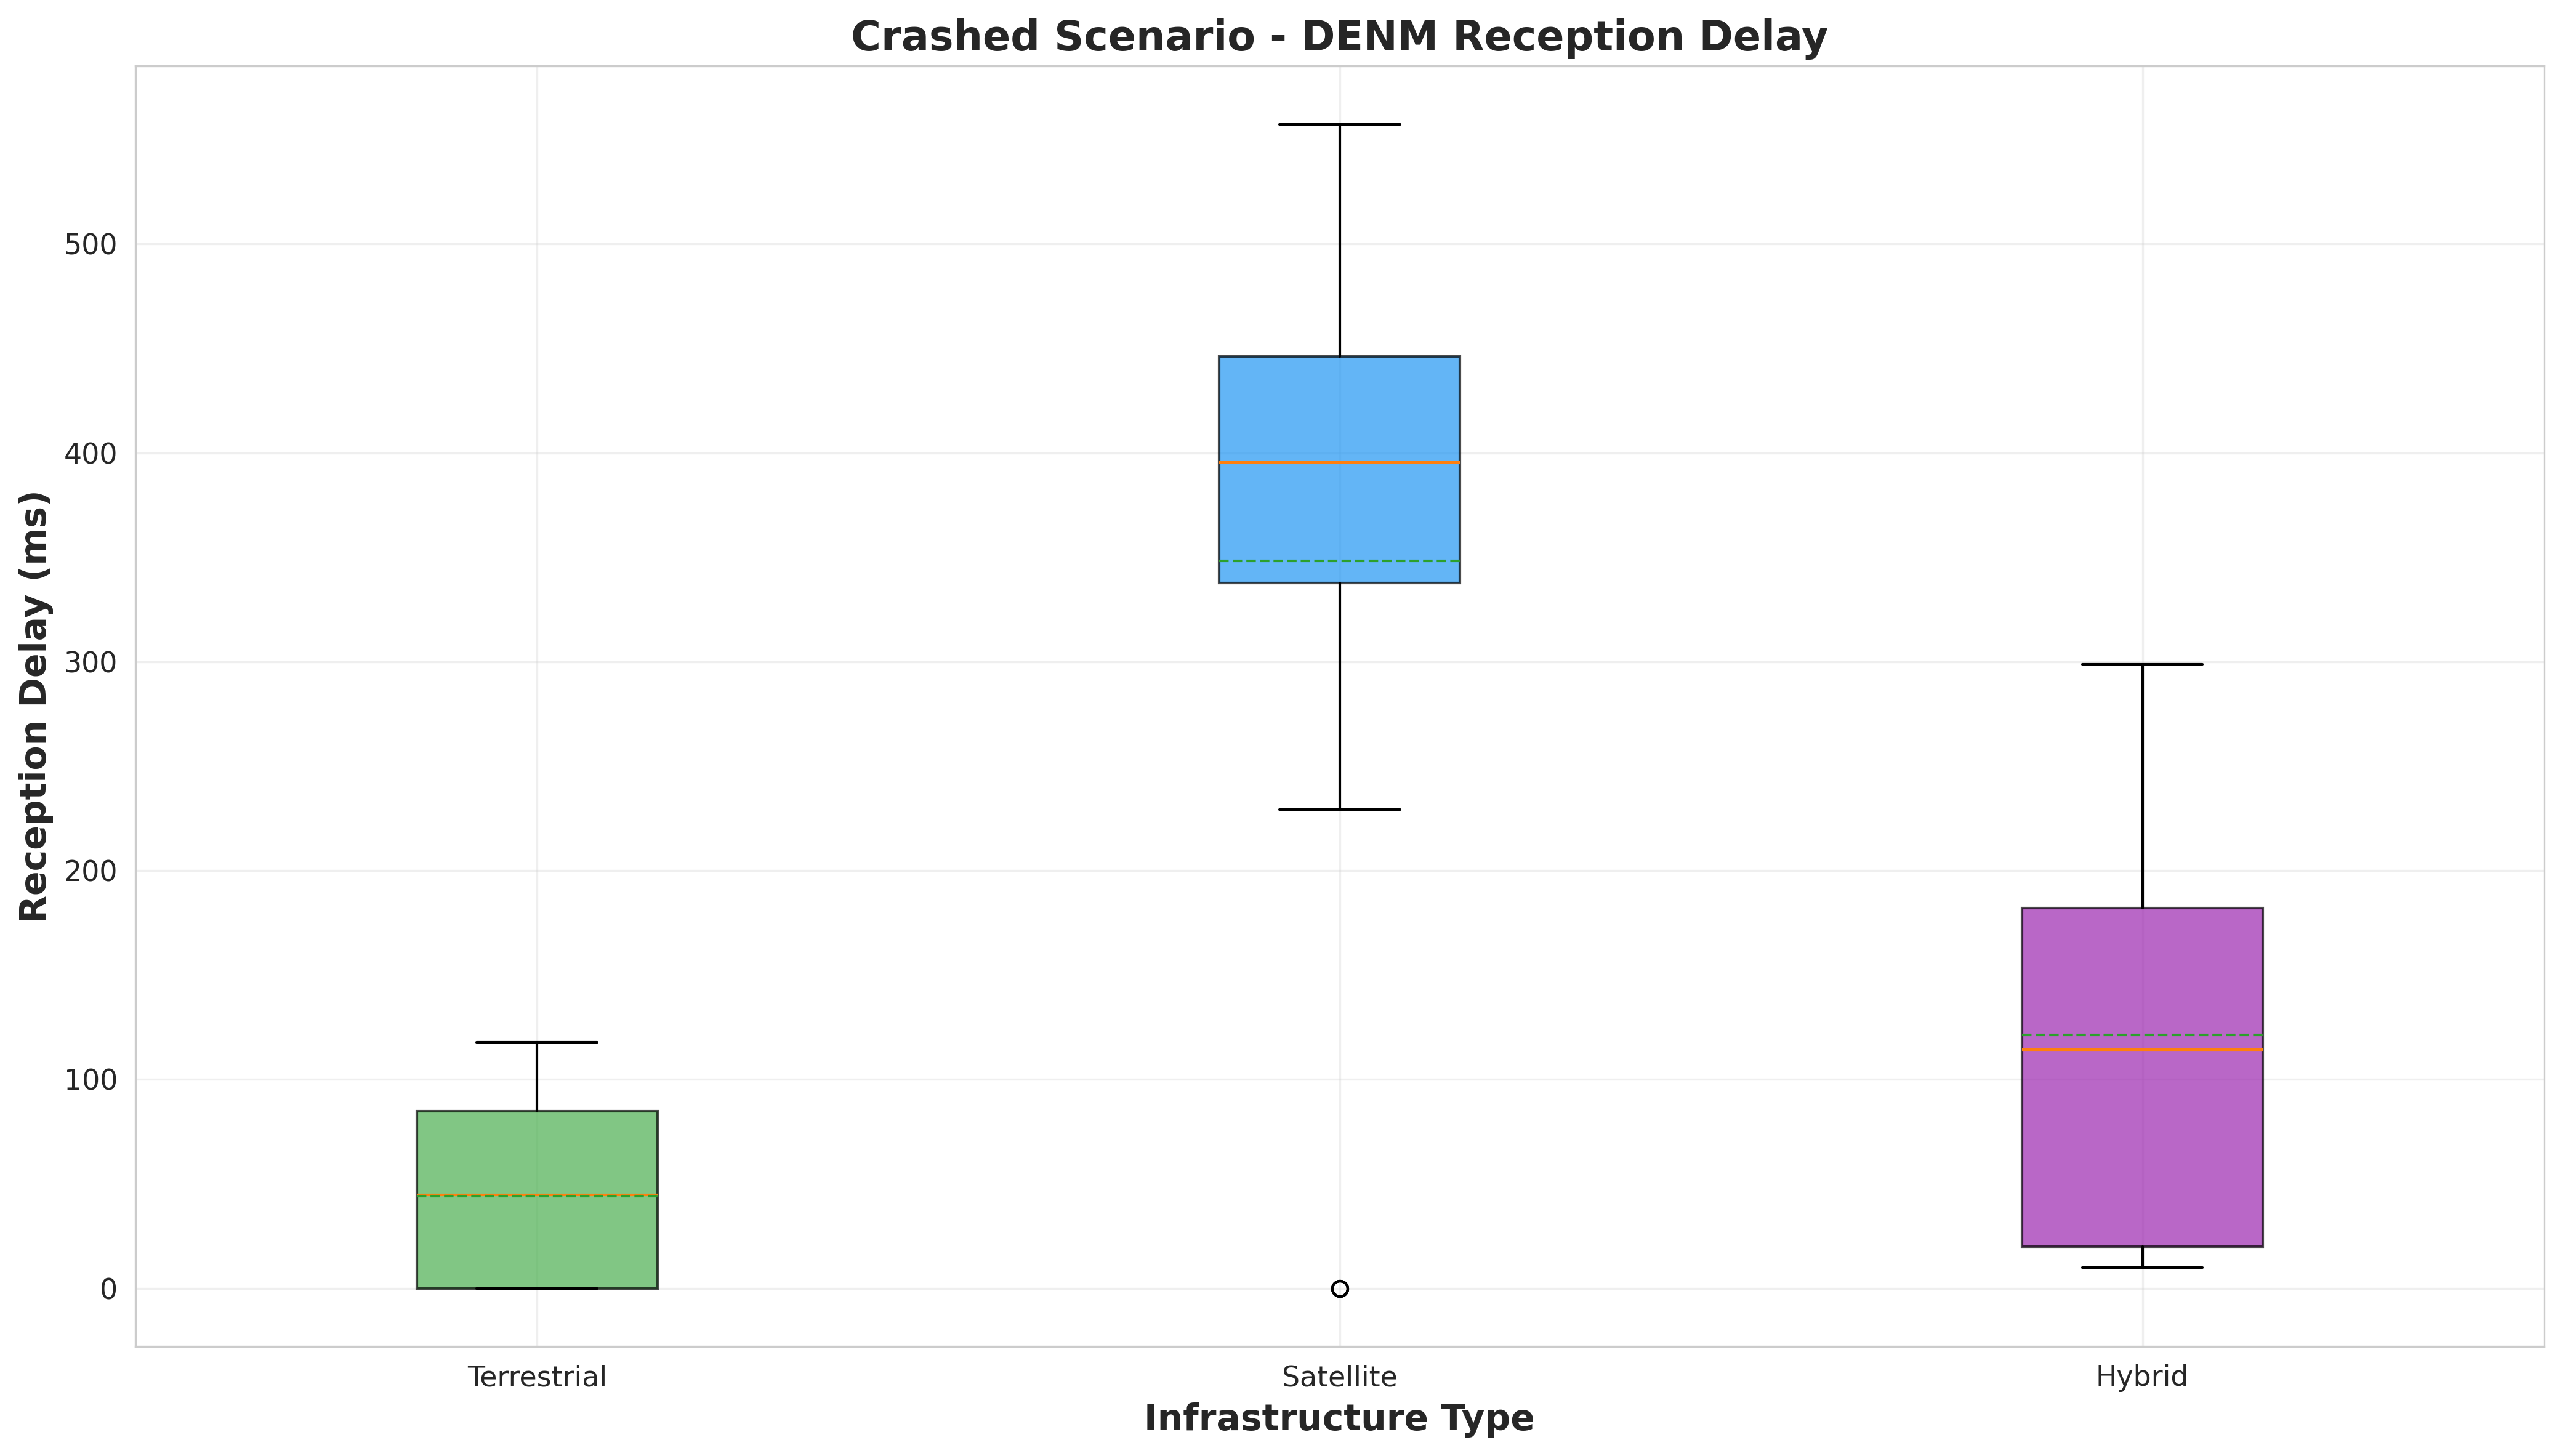 Crashed Scenario - DENM Reception Delay
Reception Delay (ms)
500
400
300
200
100
0
Terrestrial
Satellite
Hybrid
Infrastructure Type